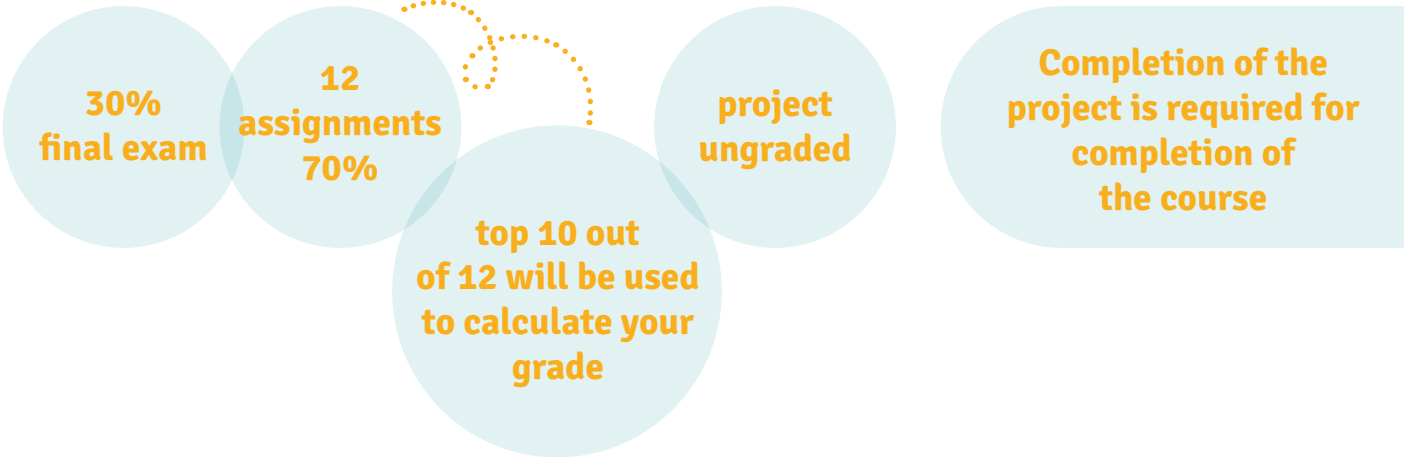 30%
final exam
12
assignments
70%
top 10 out
of 12 will be used
to calculate your
grade
project
ungraded
Completion of the
project is required for
completion of
the course